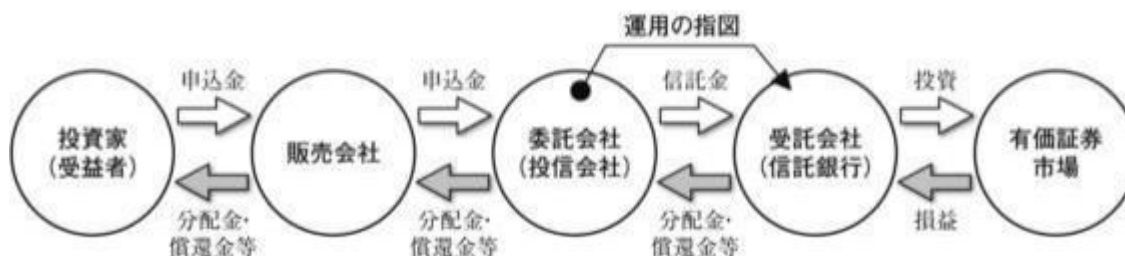 運用の指図
申込金
申込金
信託金
投資
投資家
(受益者)
販売会社
委託会社
(投信会社)
受託会社
(信託銀行)
有価証券
市場
分配金・
償還金等
分配金・
償還金等
分配金・
償還金等
損益